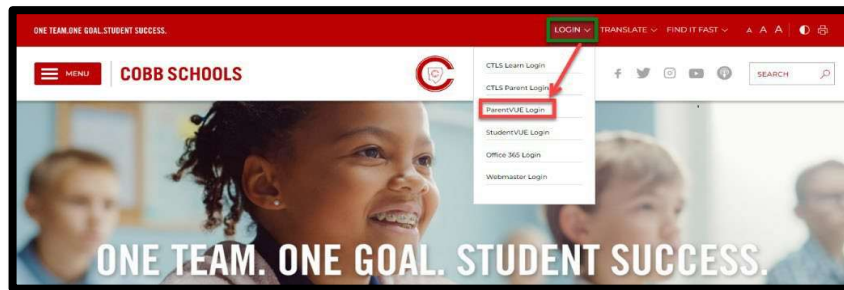 ONE TEAM.ONE GOAL.STUDENT SUCCESS.
LOGIN TRANSLATE FIND IT FAST A A A
MENU COBB SCHOOLS
C
SEARCH
CTLS Learn Login
CTLS Parent Login
ParentVUE Login
StudentVUE Login
Office 365 Login
Webmaster Login
ONE TEAM. ONE GOAL. STUDENT SUCCESS.